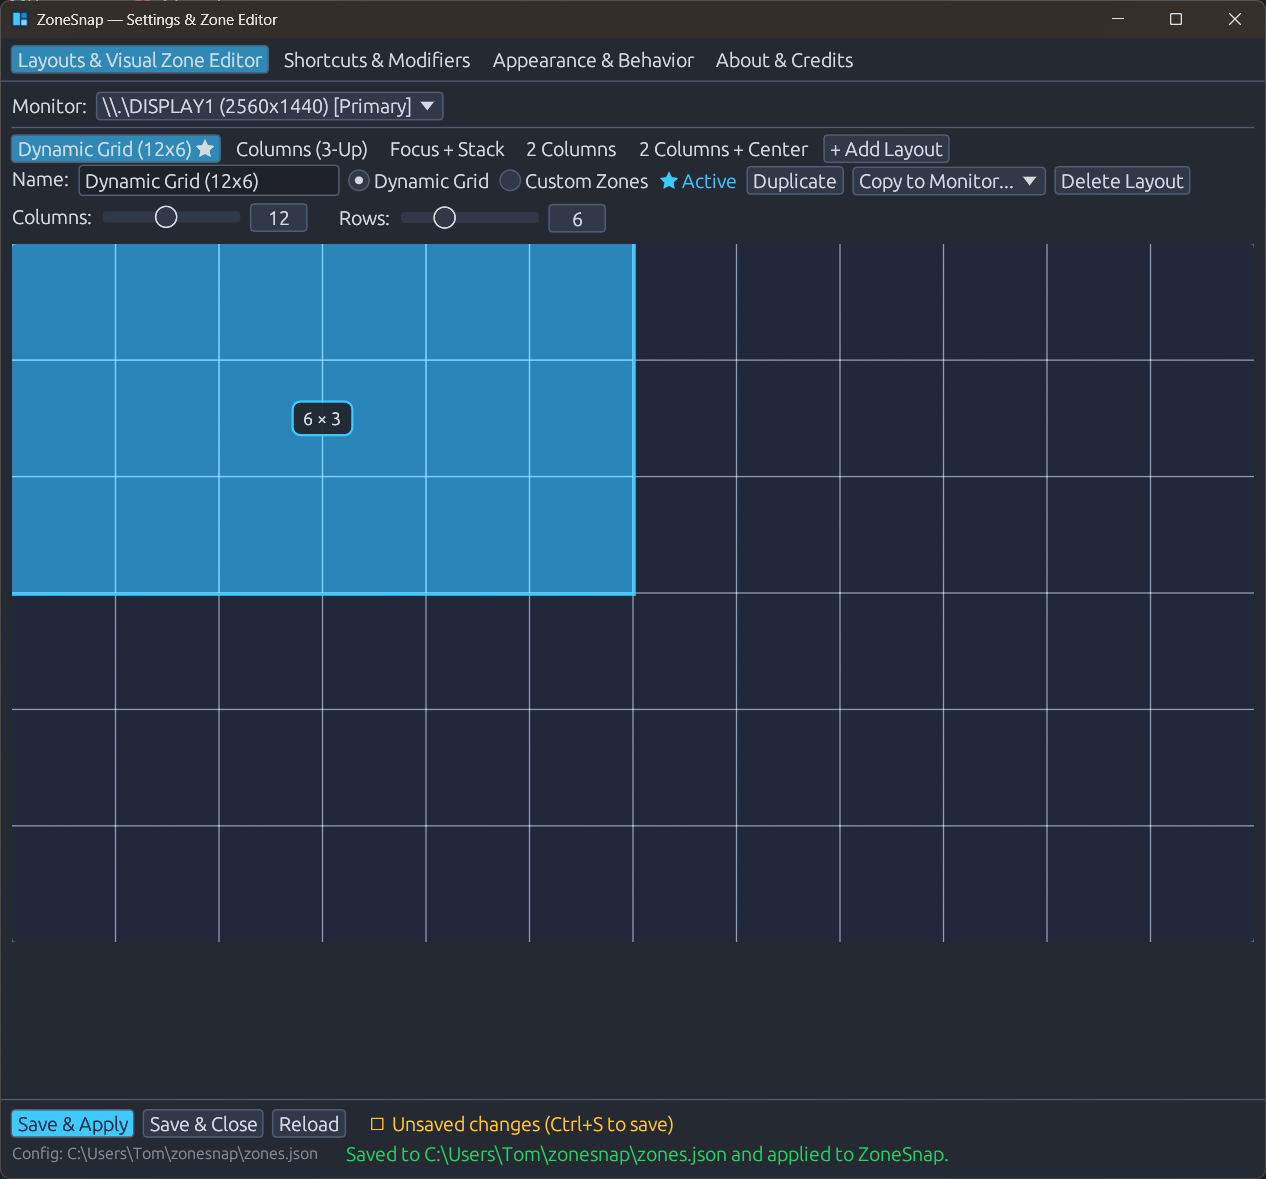 ZoneSnap — Settings & Zone Editor
Layouts & Visual Zone Editor Shortcuts & Modifiers Appearance & Behavior About & Credits
Monitor: \\.\DISPLAY1 (2560x1440) [Primary]
Dynamic Grid (12x6) ★ Columns (3-Up) Focus + Stack 2 Columns 2 Columns + Center + Add Layout
Name: Dynamic Grid (12x6) Dynamic Grid Custom Zones ★ Active Duplicate Copy to Monitor... Delete Layout
Columns: 12 Rows: 6
6 × 3
Save & Apply Save & Close Reload Unsaved changes (Ctrl+S to save)
Config: C:\Users\Tom\zonesnap\zones.json Saved to C:\Users\Tom\zonesnap\zones.json and applied to ZoneSnap.